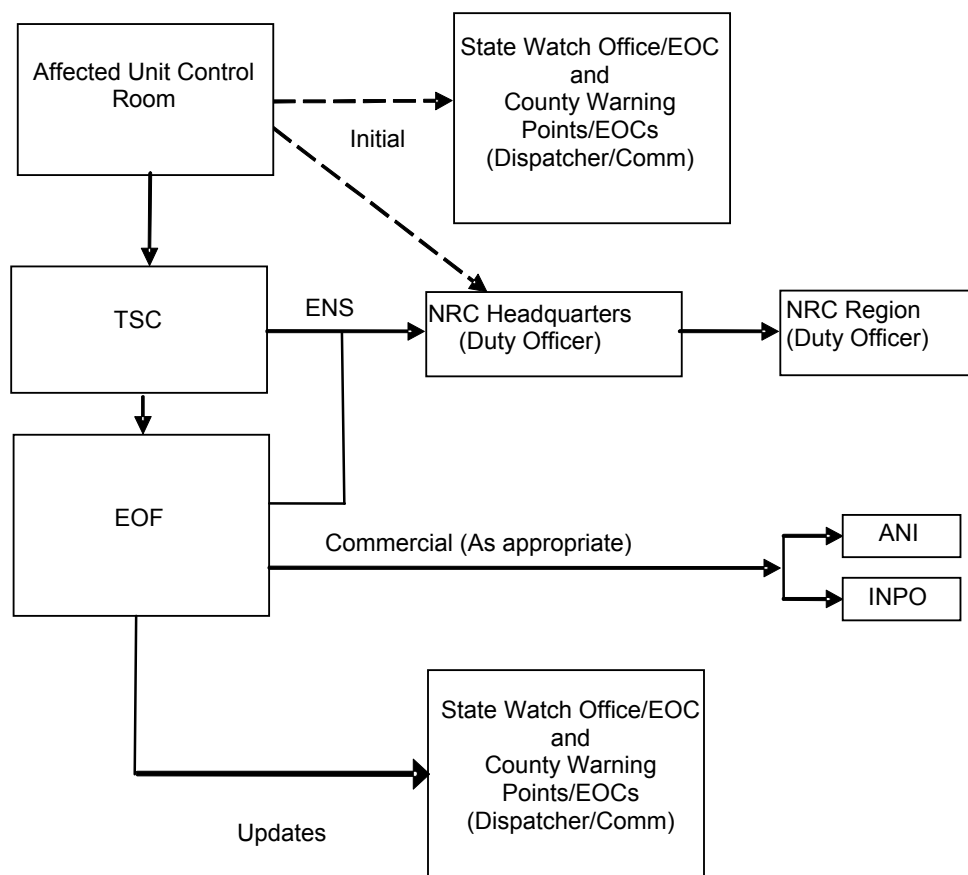 Affected Unit Control
Room
State Watch Office/EOC
and
County Warning
Points/EOCs
(Dispatcher/Comm)
Initial
TSC
ENS
NRC Headquarters
(Duty Officer)
NRC Region
(Duty Officer)
EOF
Commercial (As appropriate)
ANI
INPO
State Watch Office/EOC
and
County Warning
Points/EOCs
(Dispatcher/Comm)
Updates